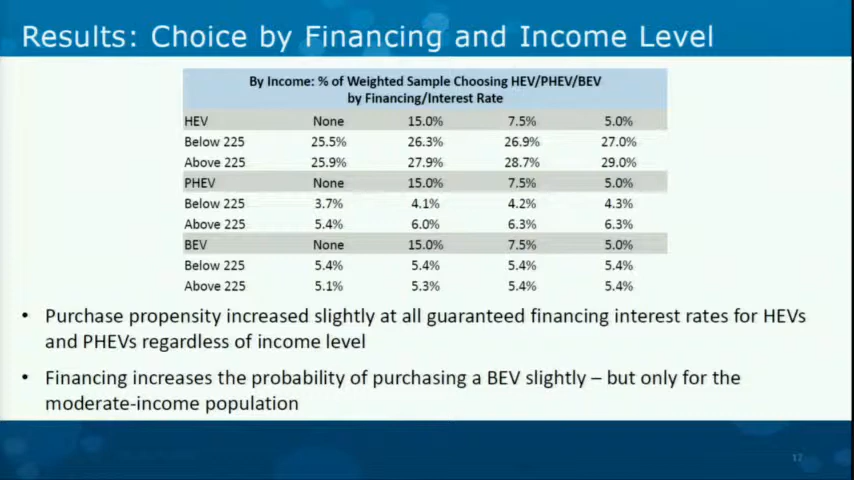 Results: Choice by Financing and Income Level
By Income: % of Weighted Sample Choosing HEV/PHEV/BEV
by Financing/Interest Rate
HEV None 15.0% 7.5% 5.0%
Below 225 25.5% 26.3% 26.9% 27.0%
Above 225 25.9% 27.9% 28.7% 29.0%
PHEV None 15.0% 7.5% 5.0%
Below 225 3.7% 4.1% 4.2% 4.3%
Above 225 5.4% 6.0% 6.3% 6.3%
BEV None 15.0% 7.5% 5.0%
Below 225 5.4% 5.4% 5.4% 5.4%
Above 225 5.1% 5.3% 5.4% 5.4%
• Purchase propensity increased slightly at all guaranteed financing interest rates for HEVs
and PHEVs regardless of income level
• Financing increases the probability of purchasing a BEV slightly – but only for the
moderate-income population
17